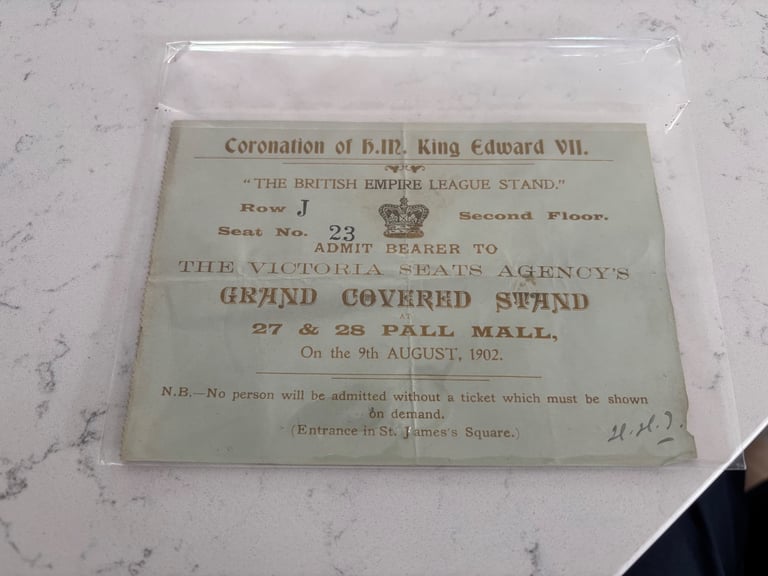 Coronation of H.M. King Edward VII.
"THE BRITISH EMPIRE LEAGUE STAND."
Row J Second Floor.
Seat No. 23
ADMIT BEARER TO
THE VICTORIA SEATS AGENCY'S
GRAND COVERED STAND
AT
27 & 28 PALL MALL,
On the 9th AUGUST, 1902.
N.B.—No person will be admitted without a ticket which must be shown
on demand.
(Entrance in St. James's Square.)